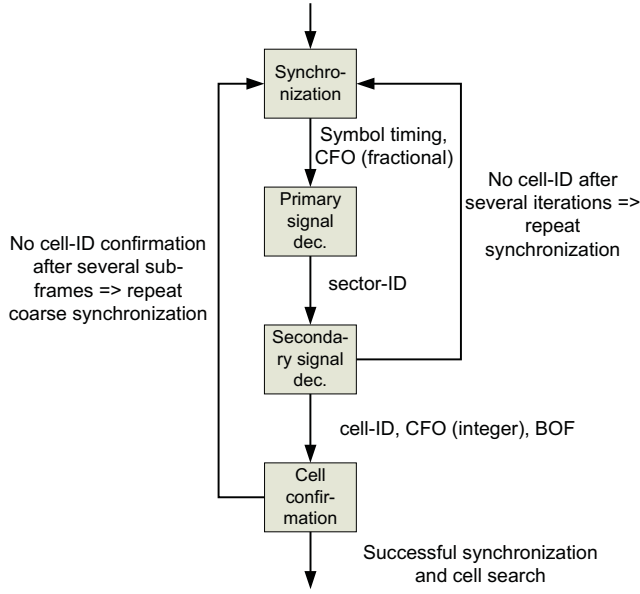 Synchro-
nization
Symbol timing,
CFO (fractional)
No cell-ID after
several iterations =>
repeat
synchronization
Primary
signal
dec.
No cell-ID confirmation
after several sub-
frames => repeat
coarse synchronization
sector-ID
Seconda-
ry signal
dec.
cell-ID, CFO (integer), BOF
Cell
confir-
mation
Successful synchronization
and cell search